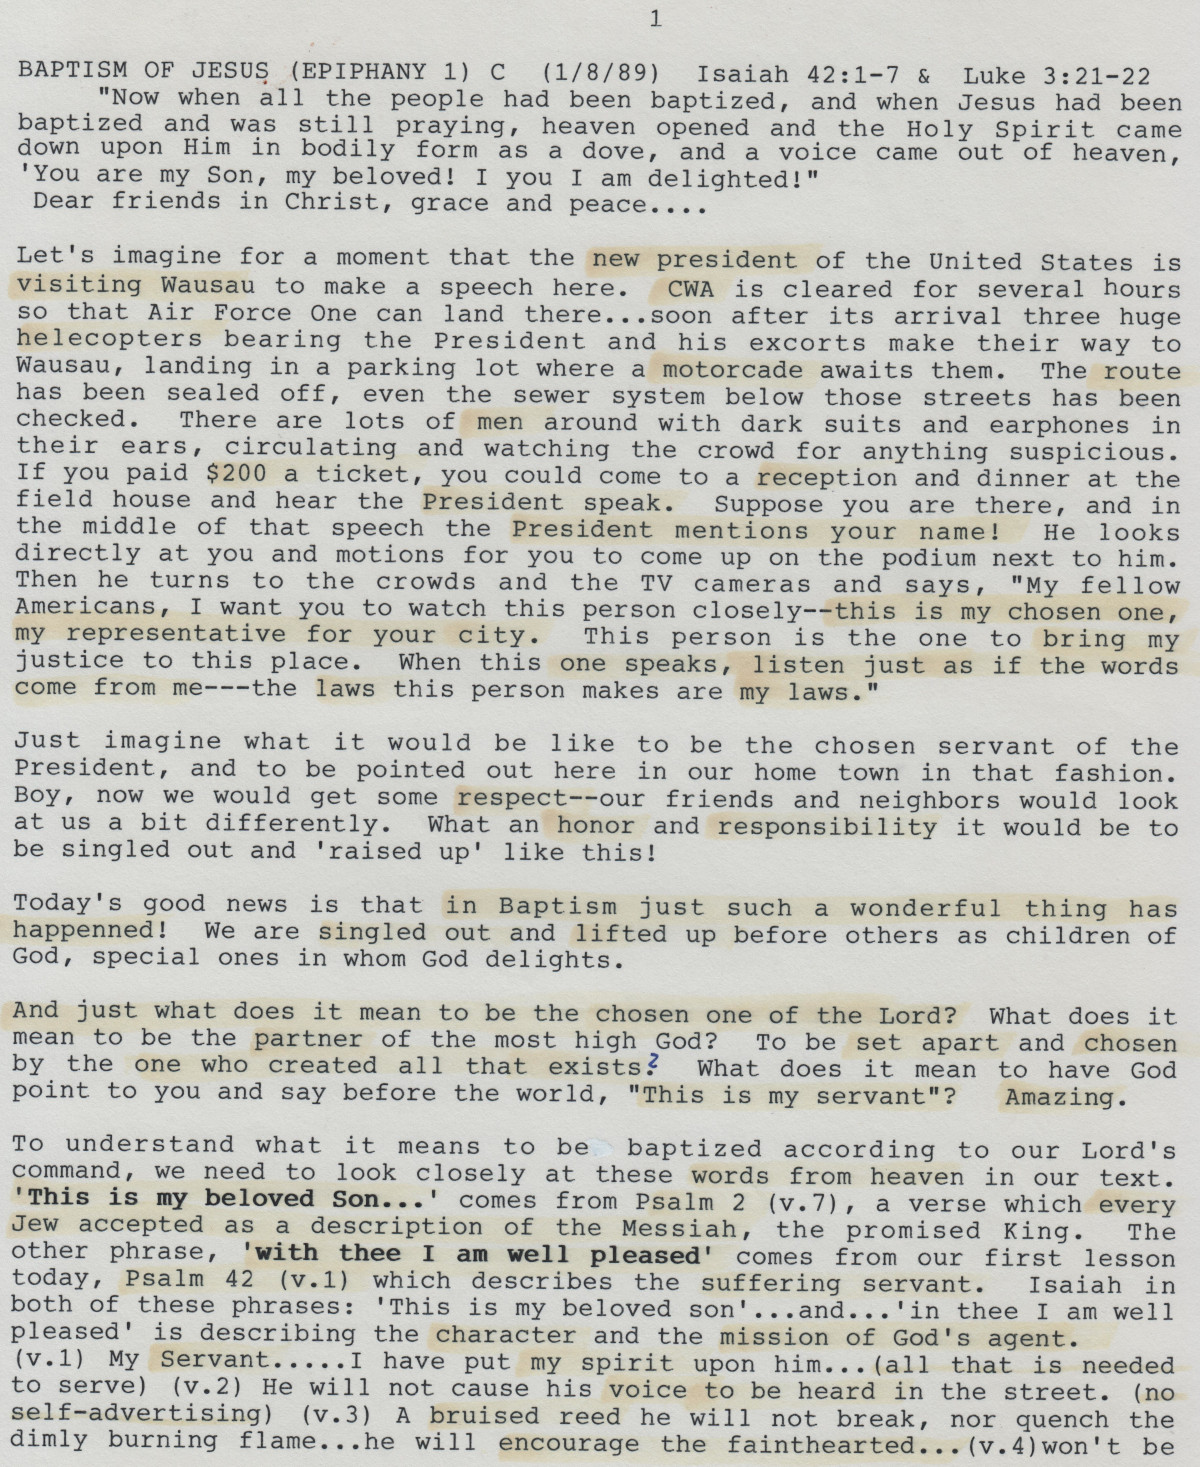 1
BAPTISM OF JESUS (EPIPHANY 1) C (1/8/89) Isaiah 42:1-7 & Luke 3:21-22
"Now when all the people had been baptized, and when Jesus had been
baptized and was still praying, heaven opened and the Holy Spirit came
down upon Him in bodily form as a dove, and a voice came out of heaven,
'You are my Son, my beloved! I you I am delighted!"
Dear friends in Christ, grace and peace....
Let's imagine for a moment that the new president of the United States is
visiting Wausau to make a speech here. CWA is cleared for several hours
so that Air Force One can land there...soon after its arrival three huge
helecopters bearing the President and his excorts make their way to
Wausau, landing in a parking lot where a motorcade awaits them. The route
has been sealed off, even the sewer system below those streets has been
checked. There are lots of men around with dark suits and earphones in
their ears, circulating and watching the crowd for anything suspicious.
If you paid $200 a ticket, you could come to a reception and dinner at the
field house and hear the President speak. Suppose you are there, and in
the middle of that speech the President mentions your name! He looks
directly at you and motions for you to come up on the podium next to him.
Then he turns to the crowds and the TV cameras and says, "My fellow
Americans, I want you to watch this person closely--this is my chosen one,
my representative for your city. This person is the one to bring my
justice to this place. When this one speaks, listen just as if the words
come from me---the laws this person makes are my laws."
Just imagine what it would be like to be the chosen servant of the
President, and to be pointed out here in our home town in that fashion.
Boy, now we would get some respect--our friends and neighbors would look
at us a bit differently. What an honor and responsibility it would be to
be singled out and 'raised up' like this!
Today's good news is that in Baptism just such a wonderful thing has
happenned! We are singled out and lifted up before others as children of
God, special ones in whom God delights.
And just what does it mean to be the chosen one of the Lord? What does it
mean to be the partner of the most high God? To be set apart and chosen
by the one who created all that exists? What does it mean to have God
point to you and say before the world, "This is my servant"? Amazing.
To understand what it means to be baptized according to our Lord's
command, we need to look closely at these words from heaven in our text.
'This is my beloved Son...' comes from Psalm 2 (v.7), a verse which every
Jew accepted as a description of the Messiah, the promised King. The
other phrase, 'with thee I am well pleased' comes from our first lesson
today, Psalm 42 (v.1) which describes the suffering servant. Isaiah in
both of these phrases: 'This is my beloved son'...and...'in thee I am well
pleased' is describing the character and the mission of God's agent.
(v.1) My Servant.....I have put my spirit upon him...(all that is needed
to serve) (v.2) He will not cause his voice to be heard in the street. (no
self-advertising) (v.3) A bruised reed he will not break, nor quench the
dimly burning flame...he will encourage the fainthearted...(v.4)won't be